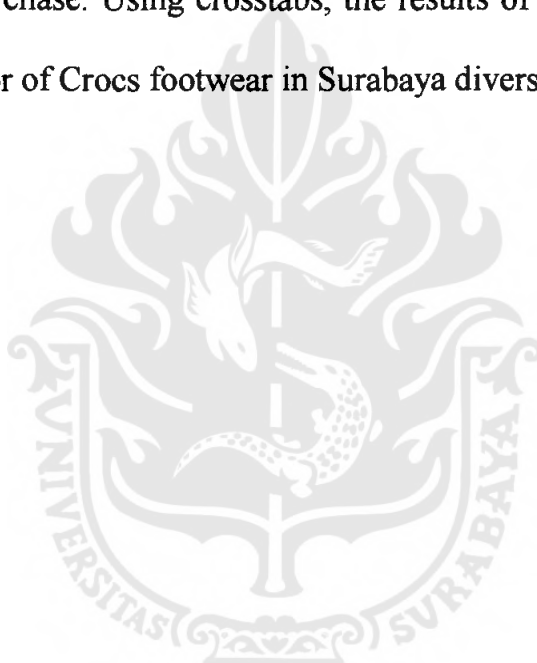 chase. Using crosstabs, the results of
r of Crocs footwear in Surabaya divers
UNIVERSITAS SURABAYA